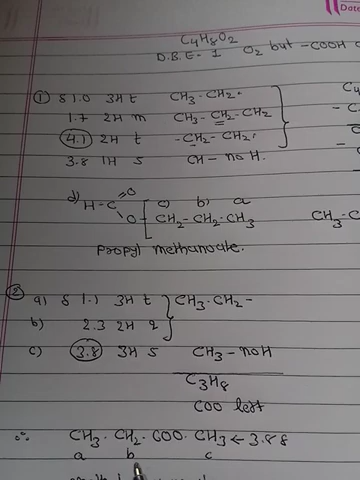 Date
C4H8O2
D.B.E- 1 O2 but -COOH
① δ 1.0 3H t CH3-CH2-
1.7 2H m CH3-CH2-CH2
4.1 2H t -CH2-CH2-
3.8 1H s CH- no H.
d) H-C=O
O- CH2-CH2-CH3
c) b) a
CH3-C
Propyl methanoate.
② a) δ 1.1 3H t CH3-CH2-
b) 2.3 2H q
c) 3.8 3H s CH3-noH
C3H8
COO left
∴ CH3-CH2-COO-CH3 ← 3.8δ
a b c